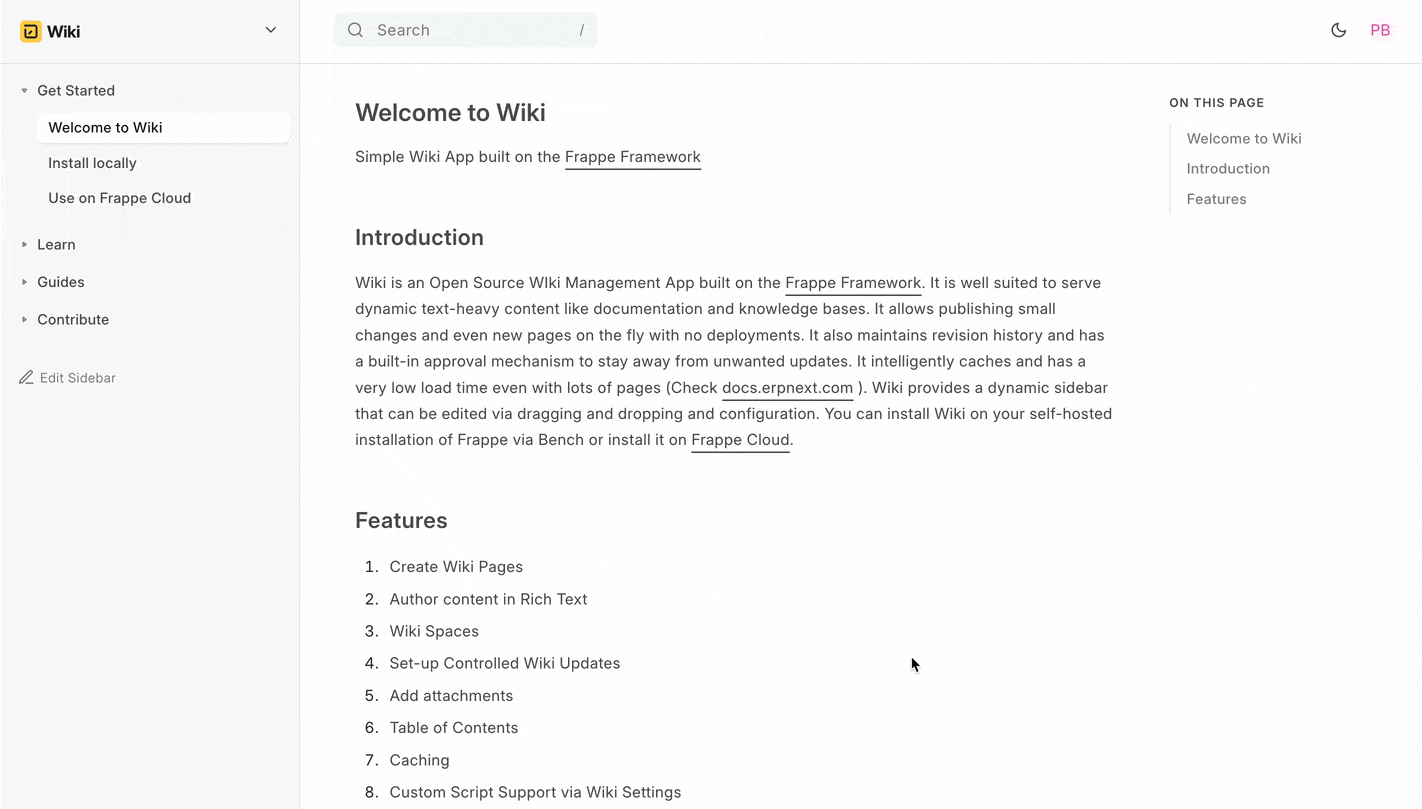 Wiki
Search
/
PB
Get Started
Welcome to Wiki
Install locally
Use on Frappe Cloud
Learn
Guides
Contribute
Edit Sidebar
Welcome to Wiki
Simple Wiki App built on the Frappe Framework
Introduction
Wiki is an Open Source WIki Management App built on the Frappe Framework. It is well suited to serve
dynamic text-heavy content like documentation and knowledge bases. It allows publishing small
changes and even new pages on the fly with no deployments. It also maintains revision history and has
a built-in approval mechanism to stay away from unwanted updates. It intelligently caches and has a
very low load time even with lots of pages (Check docs.erpnext.com ). Wiki provides a dynamic sidebar
that can be edited via dragging and dropping and configuration. You can install Wiki on your self-hosted
installation of Frappe via Bench or install it on Frappe Cloud.
Features
1. Create Wiki Pages
2. Author content in Rich Text
3. Wiki Spaces
4. Set-up Controlled Wiki Updates
5. Add attachments
6. Table of Contents
7. Caching
8. Custom Script Support via Wiki Settings
ON THIS PAGE
Welcome to Wiki
Introduction
Features